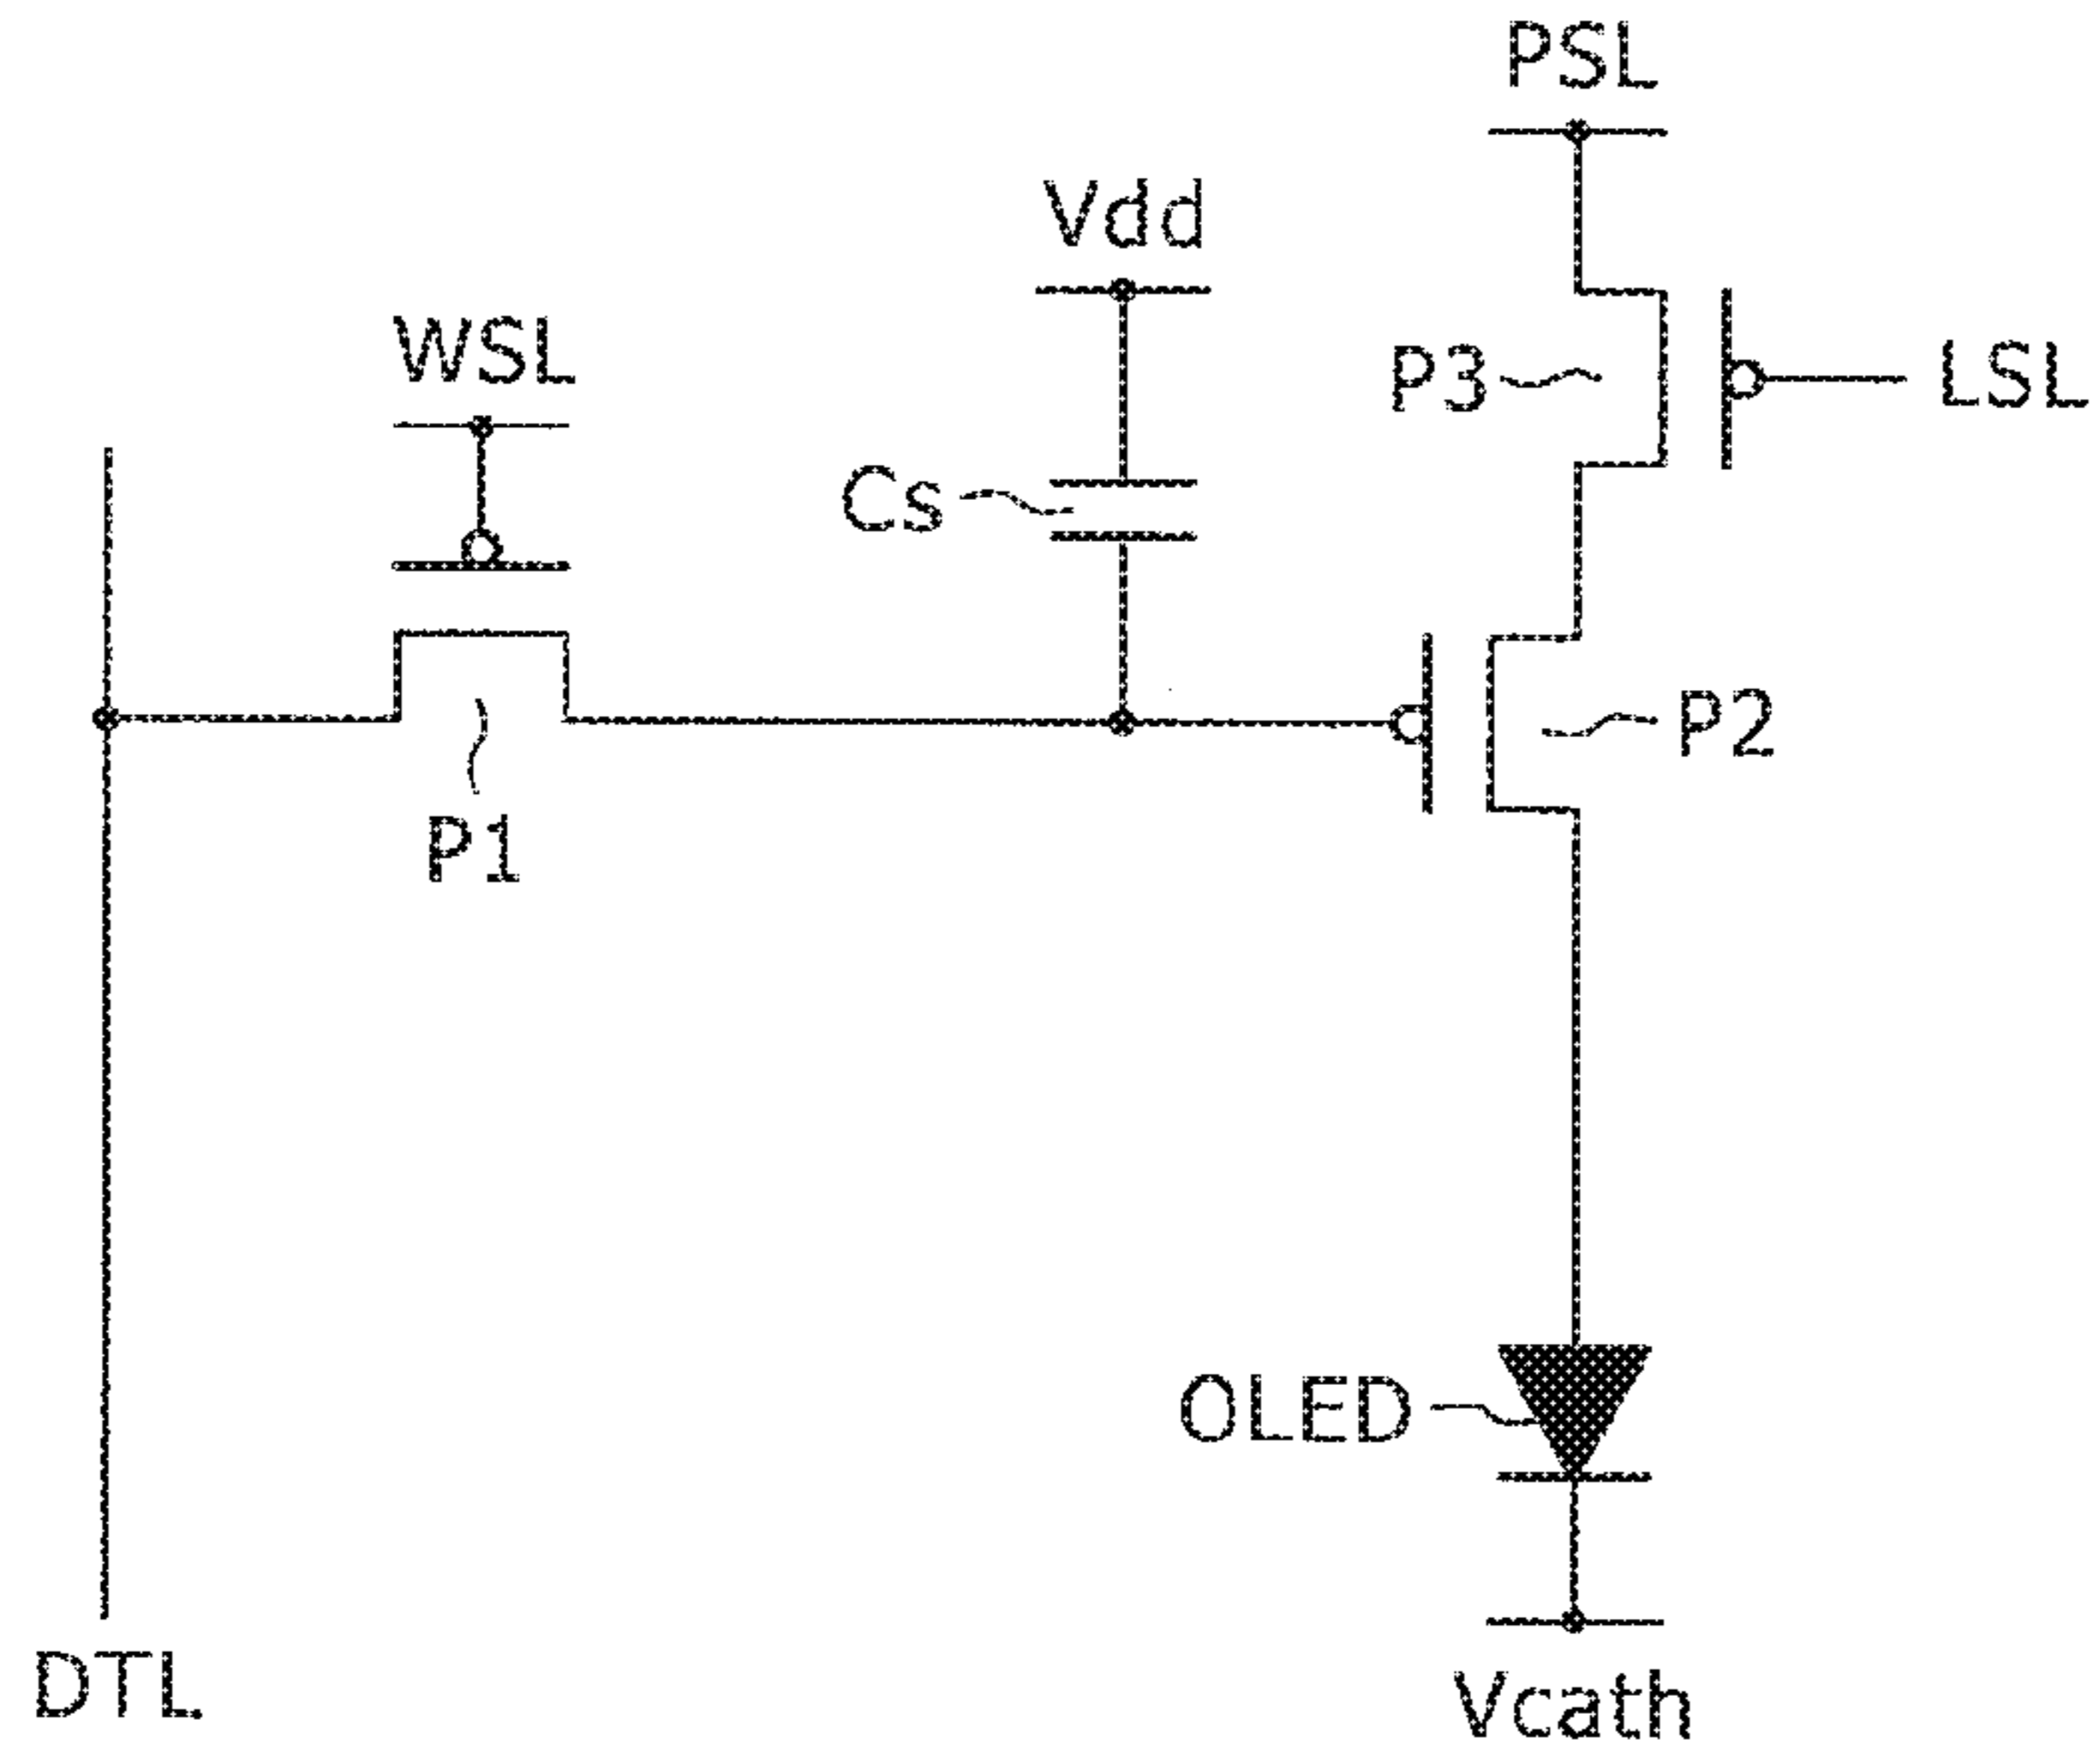 PSL
Vdd
WSL
P3
LSL
Cs
P2
P1
OLED
DTL
Vcath